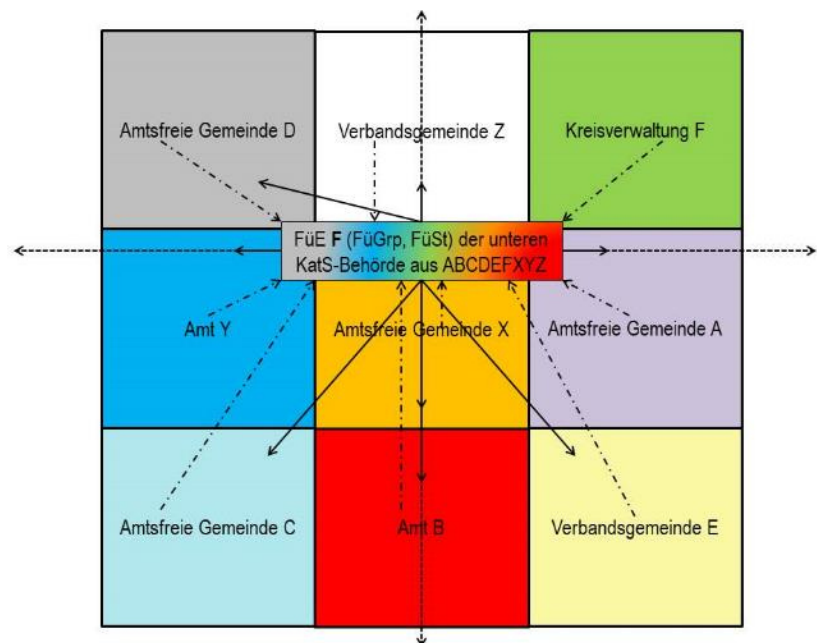 Amtsfreie Gemeinde D
Verbandsgemeinde Z
Kreisverwaltung F
FüE F (FüGrp, FüSt) der unteren
KatS-Behörde aus ABCDEFXYZ
Amt Y
Amtsfreie Gemeinde X
Amtsfreie Gemeinde A
Amtsfreie Gemeinde C
Amt B
Verbandsgemeinde E